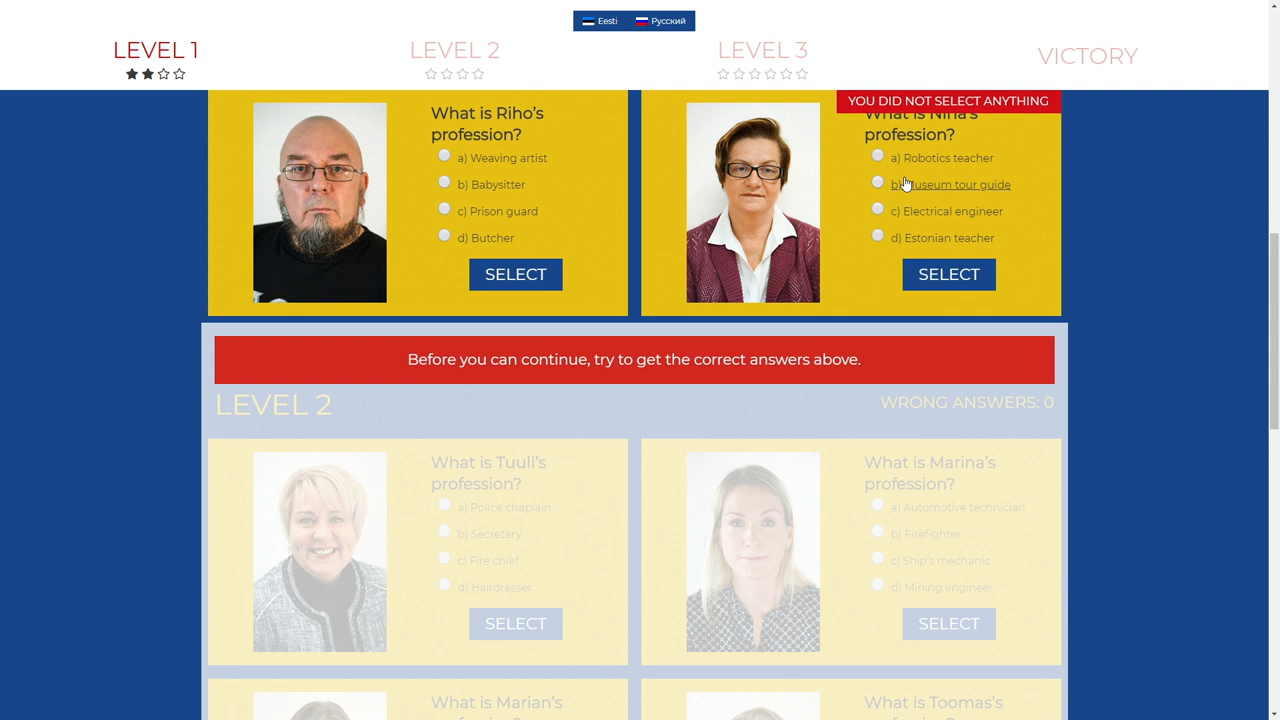 Eesti Русский
LEVEL 1 LEVEL 2 LEVEL 3 VICTORY
What is Riho's
profession?
a) Weaving artist
b) Babysitter
c) Prison guard
d) Butcher
SELECT
YOU DID NOT SELECT ANYTHING
What is Nina's
profession?
a) Robotics teacher
b) Museum tour guide
c) Electrical engineer
d) Estonian teacher
SELECT
Before you can continue, try to get the correct answers above.
LEVEL 2 WRONG ANSWERS: 0
What is Tuuli's
profession?
a) Police chaplain
b) Secretary
c) Fire chief
d) Hairdresser
SELECT
What is Marina's
profession?
a) Automotive technician
b) Firefighter
c) Ship's mechanic
d) Mining engineer
SELECT
What is Marian's
What is Toomas's